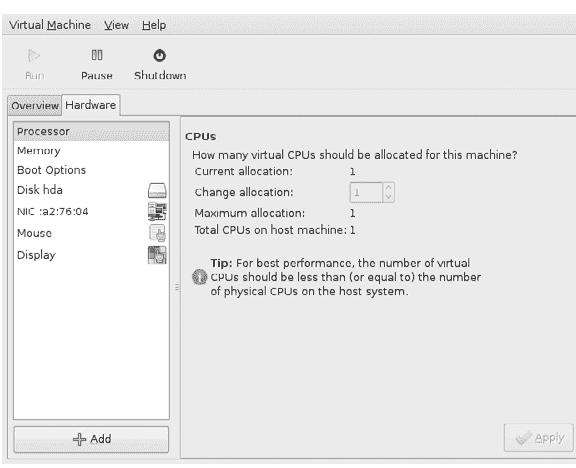 Virtual Machine View Help
Run Pause Shutdown
Overview Hardware
Processor
Memory
Boot Options
Disk hda
NIC :a2:76:04
Mouse
Display
Add
CPUs
How many virtual CPUs should be allocated for this machine?
Current allocation: 1
Change allocation: 1
Maximum allocation: 1
Total CPUs on host machine: 1
Tip: For best performance, the number of virtual
CPUs should be less than (or equal to) the number
of physical CPUs on the host system.
Apply